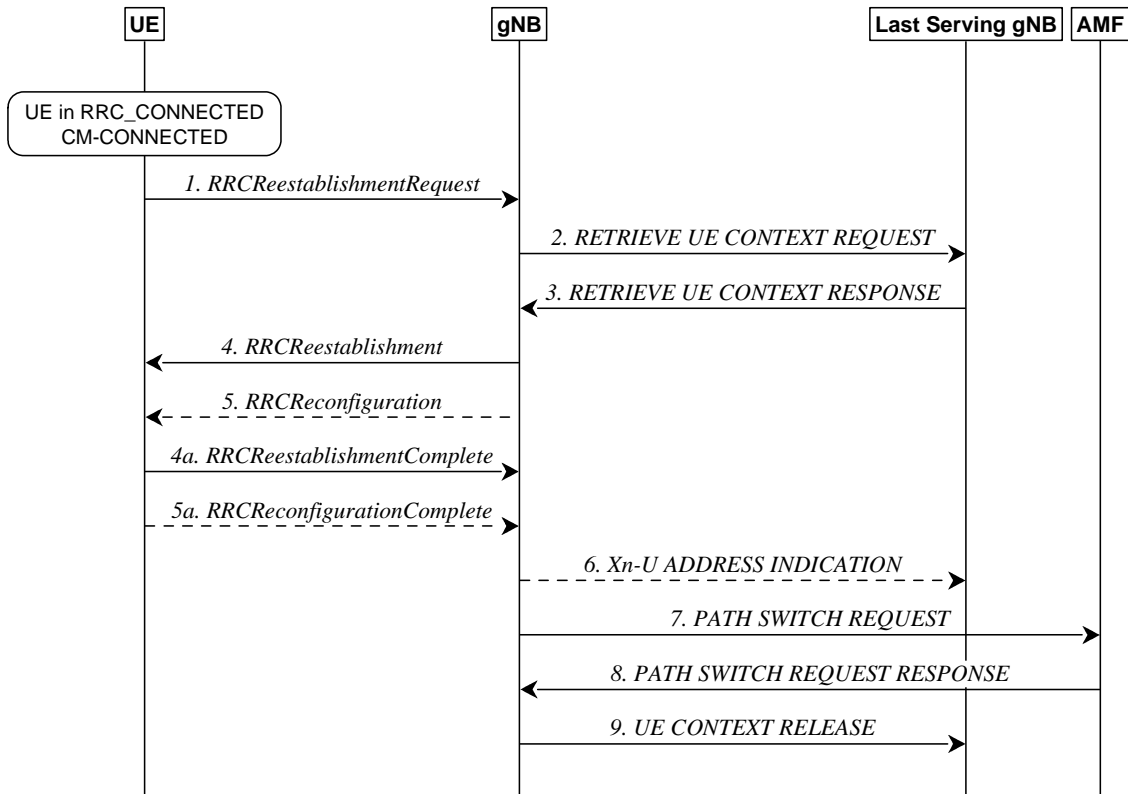 UE
gNB
Last Serving gNB
AMF
UE in RRC_CONNECTED
CM-CONNECTED
1. RRCReestablishmentRequest
2. RETRIEVE UE CONTEXT REQUEST
3. RETRIEVE UE CONTEXT RESPONSE
4. RRCReestablishment
5. RRCReconfiguration
4a. RRCReestablishmentComplete
5a. RRCReconfigurationComplete
6. Xn-U ADDRESS INDICATION
7. PATH SWITCH REQUEST
8. PATH SWITCH REQUEST RESPONSE
9. UE CONTEXT RELEASE